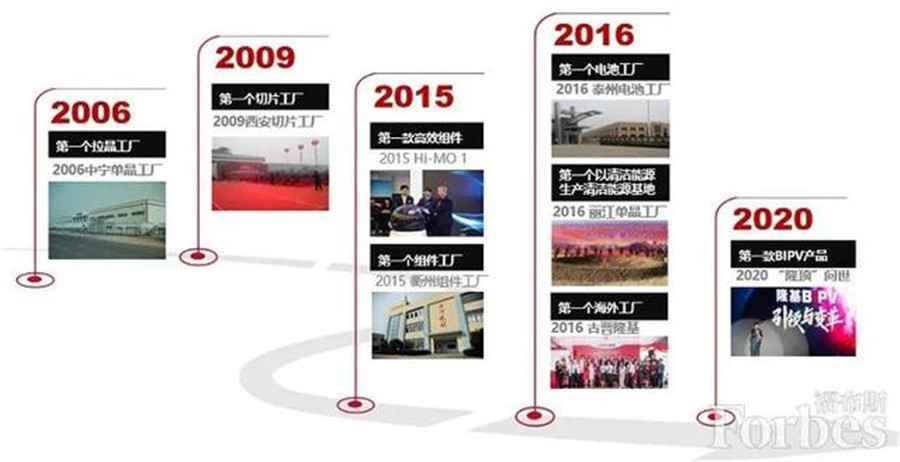 2006
第一个拉晶工厂
2006中宁单晶工厂
2009
第一个切片工厂
2009西安切片工厂
2015
第一款高效组件
2015 Hi-MO 1
第一个组件工厂
2015 衢州组件工厂
2016
第一个电池工厂
2016 泰州电池工厂
第一个以清洁能源
生产清洁能源基地
2016 丽江单晶工厂
第一个海外工厂
2016 古晋隆基
2020
第一款BIPV产品
2020 “隆顶”问世
隆基B PV
引领与变革
福布斯
Forbes